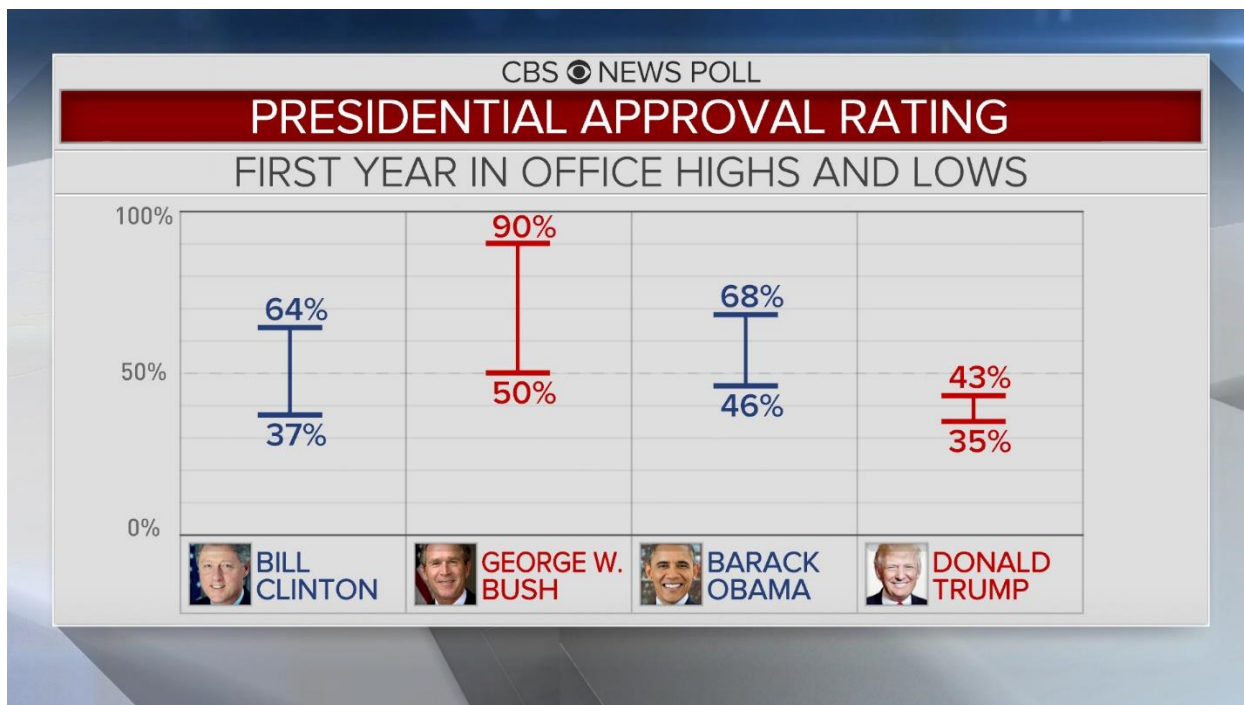 CBS NEWS POLL
PRESIDENTIAL APPROVAL RATING
FIRST YEAR IN OFFICE HIGHS AND LOWS
100%
50%
0%
64%
37%
90%
50%
68%
46%
43%
35%
BILL
CLINTON
GEORGE W.
BUSH
BARACK
OBAMA
DONALD
TRUMP